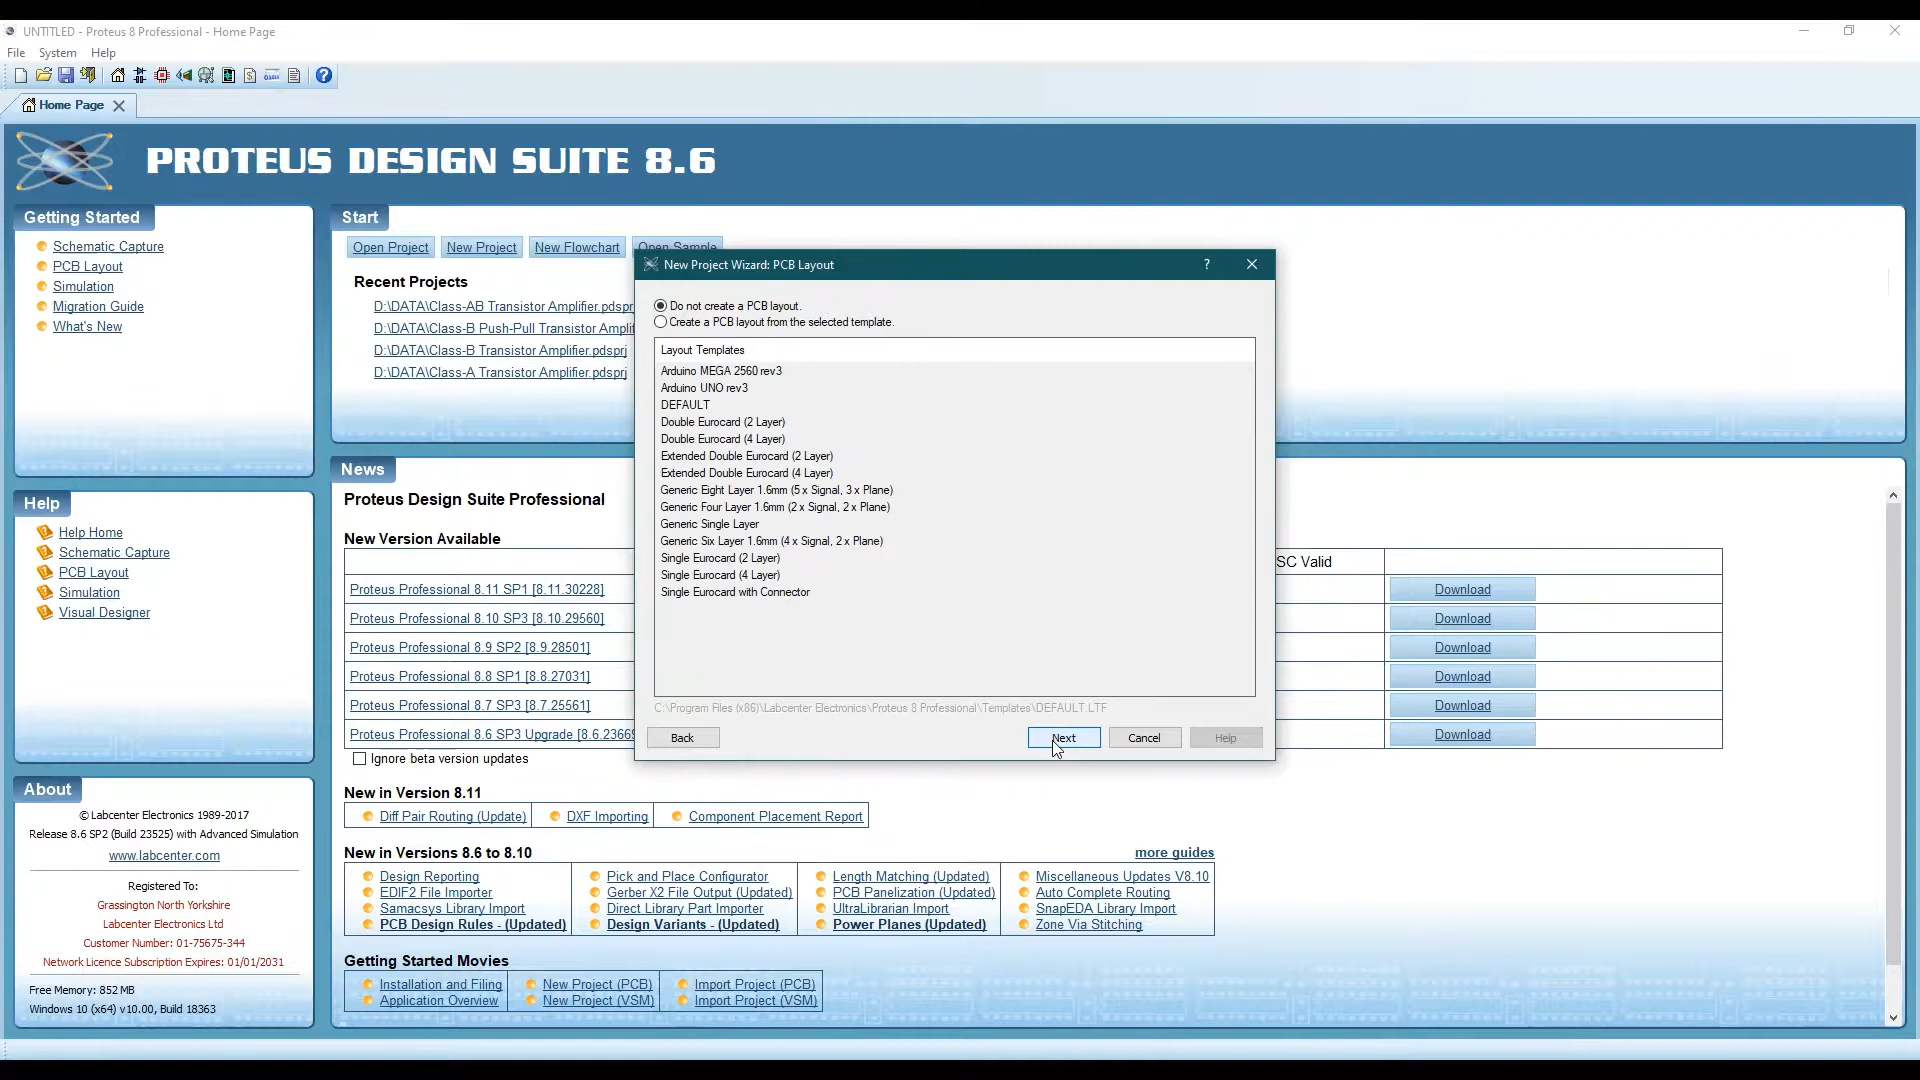 UNTITLED - Proteus 8 Professional - Home Page
File System Help
Home Page
PROTEUS DESIGN SUITE 8.6
Getting Started
Schematic Capture
PCB Layout
Simulation
Migration Guide
What's New
Help
Help Home
Schematic Capture
PCB Layout
Simulation
Visual Designer
About
© Labcenter Electronics 1989-2017
Release 8.6 SP2 (Build 23525) with Advanced Simulation
www.labcenter.com
Registered To:
Grassington North Yorkshire
Labcenter Electronics Ltd
Customer Number: 01-75675-344
Network Licence Subscription Expires: 01/01/2031
Free Memory: 852 MB
Windows 10 (x64) v10.00, Build 18363
Start
Open Project New Project New Flowchart Open Sample
Recent Projects
D:\DATA\Class-AB Transistor Amplifier.pdsprj
D:\DATA\Class-B Push-Pull Transistor Amplif
D:\DATA\Class-B Transistor Amplifier.pdsprj
D:\DATA\Class-A Transistor Amplifier.pdsprj
News
Proteus Design Suite Professional
New Version Available
SC Valid
Proteus Professional 8.11 SP1 [8.11.30228] Download
Proteus Professional 8.10 SP3 [8.10.29560] Download
Proteus Professional 8.9 SP2 [8.9.28501] Download
Proteus Professional 8.8 SP1 [8.8.27031] Download
Proteus Professional 8.7 SP3 [8.7.25561] Download
Proteus Professional 8.6 SP3 Upgrade [8.6.23669 Download
Ignore beta version updates
New in Version 8.11
Diff Pair Routing (Update) DXF Importing Component Placement Report
New in Versions 8.6 to 8.10 more guides
Design Reporting Pick and Place Configurator Length Matching (Updated) Miscellaneous Updates V8.10
EDIF2 File Importer Gerber X2 File Output (Updated) PCB Panelization (Updated) Auto Complete Routing
Samacsys Library Import Direct Library Part Importer UltraLibrarian Import SnapEDA Library Import
PCB Design Rules - (Updated) Design Variants - (Updated) Power Planes (Updated) Zone Via Stitching
Getting Started Movies
Installation and Filing New Project (PCB) Import Project (PCB)
Application Overview New Project (VSM) Import Project (VSM)
New Project Wizard: PCB Layout
Do not create a PCB layout.
Create a PCB layout from the selected template.
Layout Templates
Arduino MEGA 2560 rev3
Arduino UNO rev3
DEFAULT
Double Eurocard (2 Layer)
Double Eurocard (4 Layer)
Extended Double Eurocard (2 Layer)
Extended Double Eurocard (4 Layer)
Generic Eight Layer 1.6mm (5 x Signal, 3 x Plane)
Generic Four Layer 1.6mm (2 x Signal, 2 x Plane)
Generic Single Layer
Generic Six Layer 1.6mm (4 x Signal, 2 x Plane)
Single Eurocard (2 Layer)
Single Eurocard (4 Layer)
Single Eurocard with Connector
C:\Program Files (x86)\Labcenter Electronics\Proteus 8 Professional\Templates\DEFAULT.LTF
Back Next Cancel Help